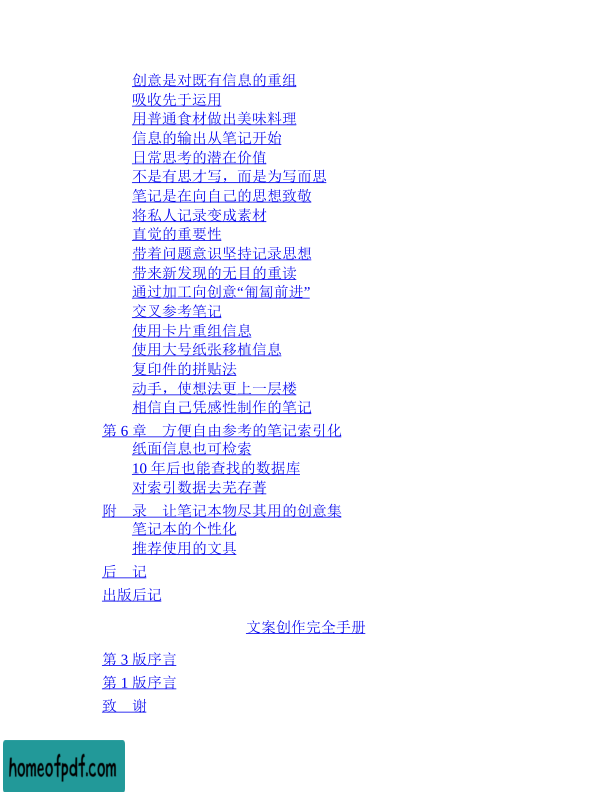 创意是对既有信息的重组
吸收先于运用
用普通食材做出美味料理
信息的输出从笔记开始
日常思考的潜在价值
不是有思才写，而是为写而思
笔记是在向自己的思想致敬
将私人记录变成素材
直觉的重要性
带着问题意识坚持记录思想
带来新发现的无目的重读
通过加工向创意“匍匐前进”
交叉参考笔记
使用卡片重组信息
使用大号纸张移植信息
复印件的拼贴法
动手，使想法更上一层楼
相信自己凭感性制作的笔记
第 6 章　方便自由参考的笔记索引化
纸面信息也可检索
10 年后也能查找的数据库
对索引数据去芜存菁
附　录　让笔记本物尽其用的创意集
笔记本的个性化
推荐使用的文具
后　记
出版后记
文案创作完全手册
第 3 版序言
第 1 版序言
致　谢
homeofpdf.com